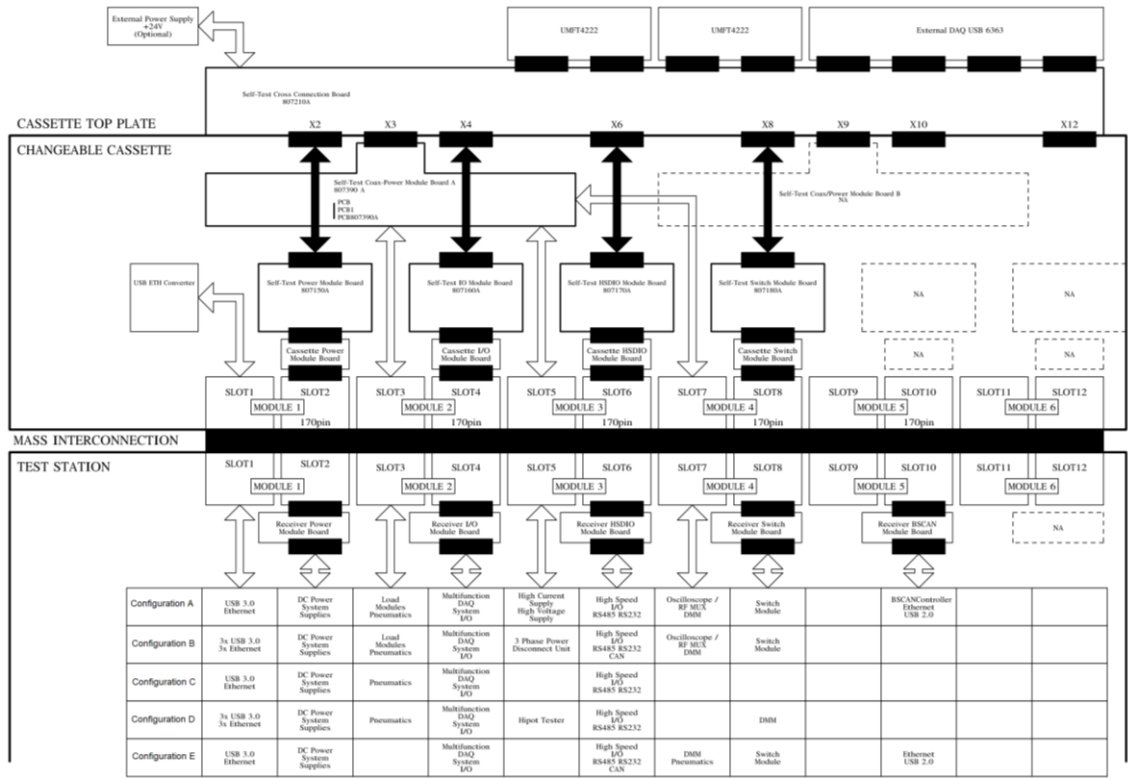 External Power Supply
+24V
(Optional)
UMFT4222
UMFT4222
External DAQ USB 6363
Self-Test Cross Connection Board
807210A
CASSETTE TOP PLATE
X2
X3
X4
X6
X8
X9
X10
X12
CHANGEABLE CASSETTE
Self-Test Coax-Power Module Board A
807390 A
PCB
PCB1
PCB807390A
Self-Test Coax/Power Module Board B
NA
USB ETH Converter
Self-Test Power Module Board
807150A
Self-Test IO Module Board
807160A
Self-Test HSDIO Module Board
807170A
Self-Test Switch Module Board
807180A
NA
NA
Cassette Power
Module Board
Cassette I/O
Module Board
Cassette HSDIO
Module Board
Cassette Switch
Module Board
NA
NA
SLOT1
SLOT2
SLOT3
SLOT4
SLOT5
SLOT6
SLOT7
SLOT8
SLOT9
SLOT10
SLOT11
SLOT12
MODULE 1
MODULE 2
MODULE 3
MODULE 4
MODULE 5
MODULE 6
170pin
170pin
170pin
170pin
170pin
MASS INTERCONNECTION
TEST STATION
SLOT1
SLOT2
SLOT3
SLOT4
SLOT5
SLOT6
SLOT7
SLOT8
SLOT9
SLOT10
SLOT11
SLOT12
MODULE 1
MODULE 2
MODULE 3
MODULE 4
MODULE 5
MODULE 6
Receiver Power
Module Board
Receiver I/O
Module Board
Receiver HSDIO
Module Board
Receiver Switch
Module Board
Receiver BSCAN
Module Board
NA
Configuration A
USB 3.0
Ethernet
DC Power
System
Supplies
Load
Modules
Pneumatics
Multifunction
DAQ
System
I/O
High Current
Supply
High Voltage
Supply
High Speed
I/O
RS485 RS232
Oscilloscope /
RF MUX
DMM
Switch
Module
BSCANController
Ethernet
USB 2.0
Configuration B
3x USB 3.0
3x Ethernet
DC Power
System
Supplies
Load
Modules
Pneumatics
Multifunction
DAQ
System
I/O
3 Phase Power
Disconnect Unit
High Speed
I/O
RS485 RS232
CAN
Oscilloscope /
RF MUX
DMM
Switch
Module
Configuration C
USB 3.0
Ethernet
DC Power
System
Supplies
Pneumatics
Multifunction
DAQ
System
I/O
High Speed
I/O
RS485 RS232
Configuration D
3x USB 3.0
3x Ethernet
DC Power
System
Supplies
Pneumatics
Multifunction
DAQ
System
I/O
Hipot Tester
High Speed
I/O
RS485 RS232
DMM
Configuration E
USB 3.0
Ethernet
DC Power
System
Supplies
Multifunction
DAQ
System
I/O
High Speed
I/O
RS485 RS232
CAN
DMM
Pneumatics
Switch
Module
Ethernet
USB 2.0